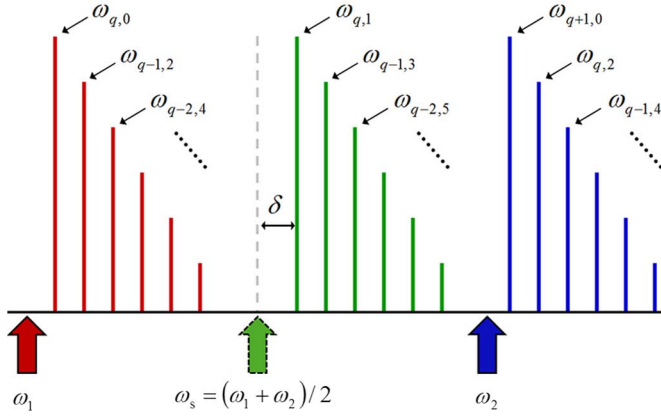 ω_{q,0}
ω_{q,1}
ω_{q+1,0}
ω_{q−1,2}
ω_{q−1,3}
ω_{q,2}
ω_{q−2,4}
ω_{q−2,5}
ω_{q−1,4}
δ
ω_1
ω_s = (ω_1 + ω_2)/2
ω_2